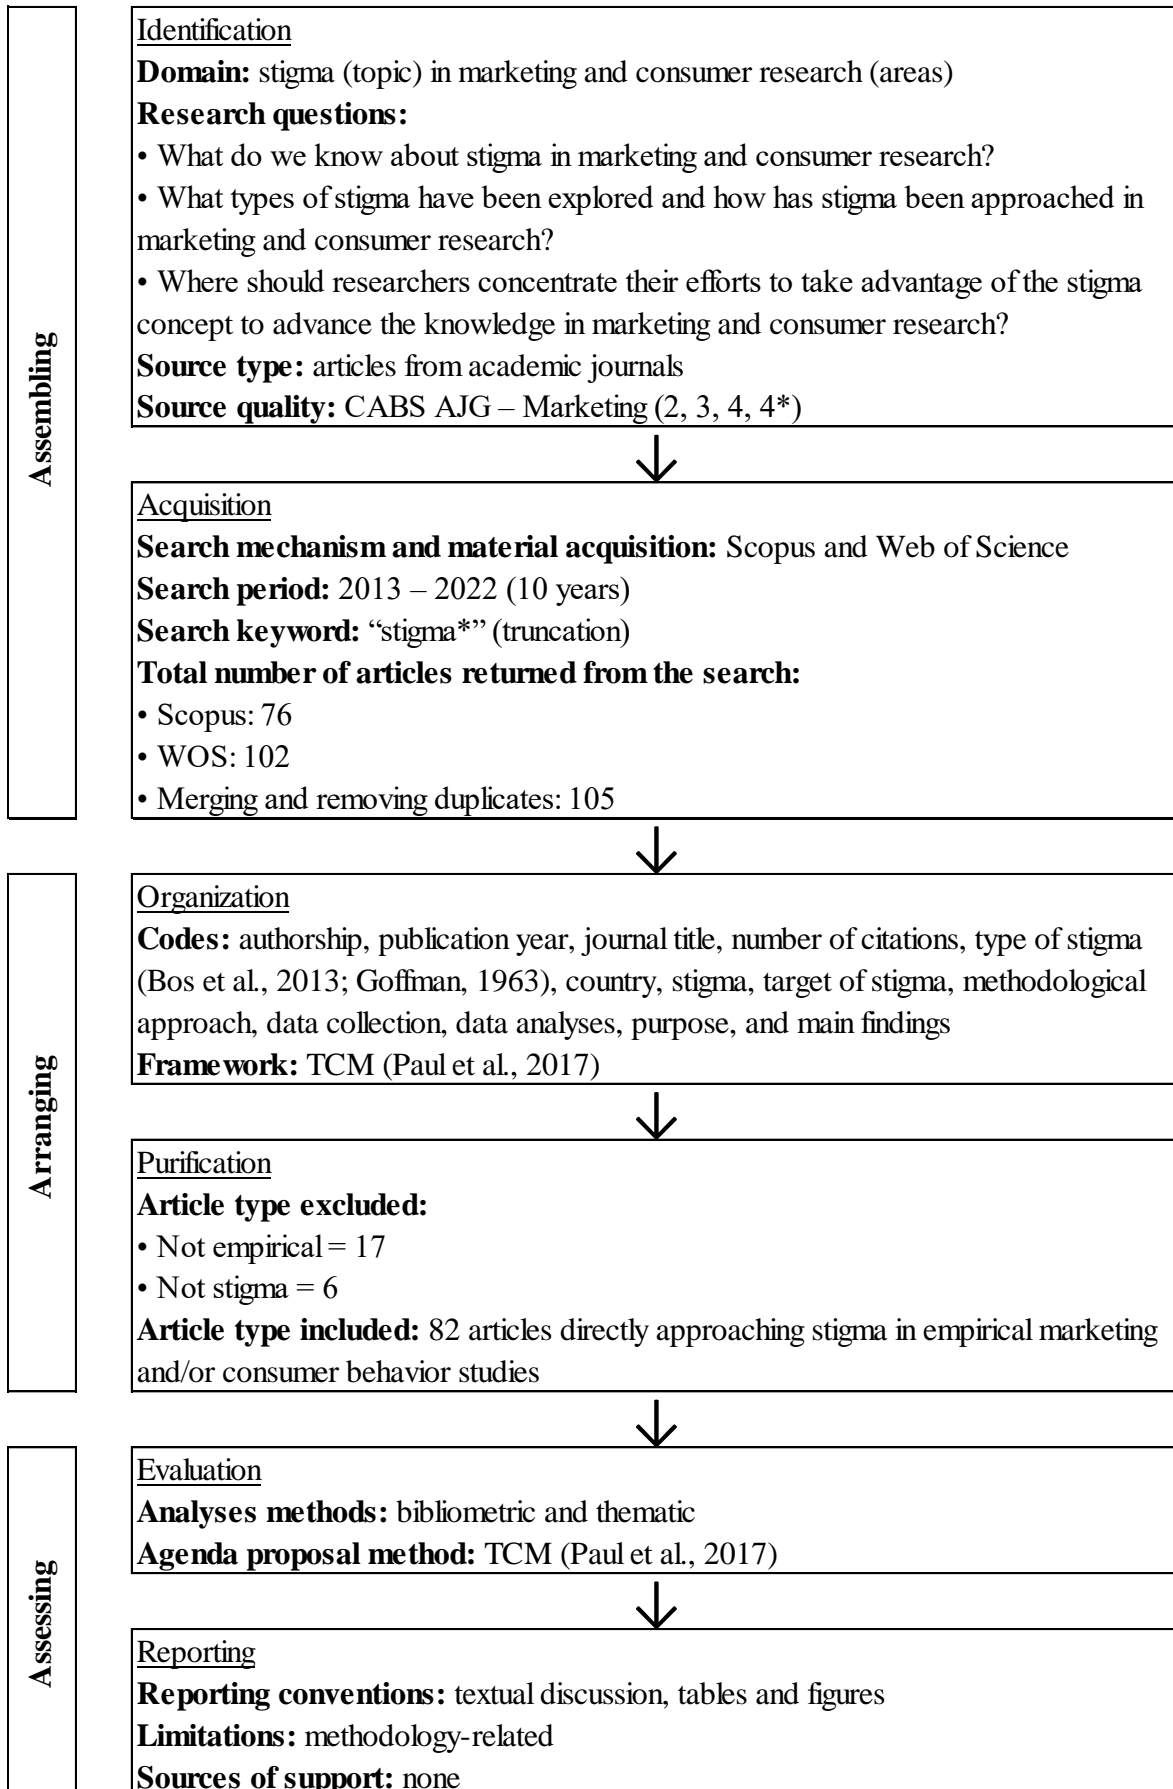 Assembling
Identification
Domain: stigma (topic) in marketing and consumer research (areas)
Research questions:
• What do we know about stigma in marketing and consumer research?
• What types of stigma have been explored and how has stigma been approached in
marketing and consumer research?
• Where should researchers concentrate their efforts to take advantage of the stigma
concept to advance the knowledge in marketing and consumer research?
Source type: articles from academic journals
Source quality: CABS AJG – Marketing (2, 3, 4, 4*)
Acquisition
Search mechanism and material acquisition: Scopus and Web of Science
Search period: 2013 – 2022 (10 years)
Search keyword: “stigma*” (truncation)
Total number of articles returned from the search:
• Scopus: 76
• WOS: 102
• Merging and removing duplicates: 105
Arranging
Organization
Codes: authorship, publication year, journal title, number of citations, type of stigma
(Bos et al., 2013; Goffman, 1963), country, stigma, target of stigma, methodological
approach, data collection, data analyses, purpose, and main findings
Framework: TCM (Paul et al., 2017)
Purification
Article type excluded:
• Not empirical = 17
• Not stigma = 6
Article type included: 82 articles directly approaching stigma in empirical marketing
and/or consumer behavior studies
Assessing
Evaluation
Analyses methods: bibliometric and thematic
Agenda proposal method: TCM (Paul et al., 2017)
Reporting
Reporting conventions: textual discussion, tables and figures
Limitations: methodology-related
Sources of support: none